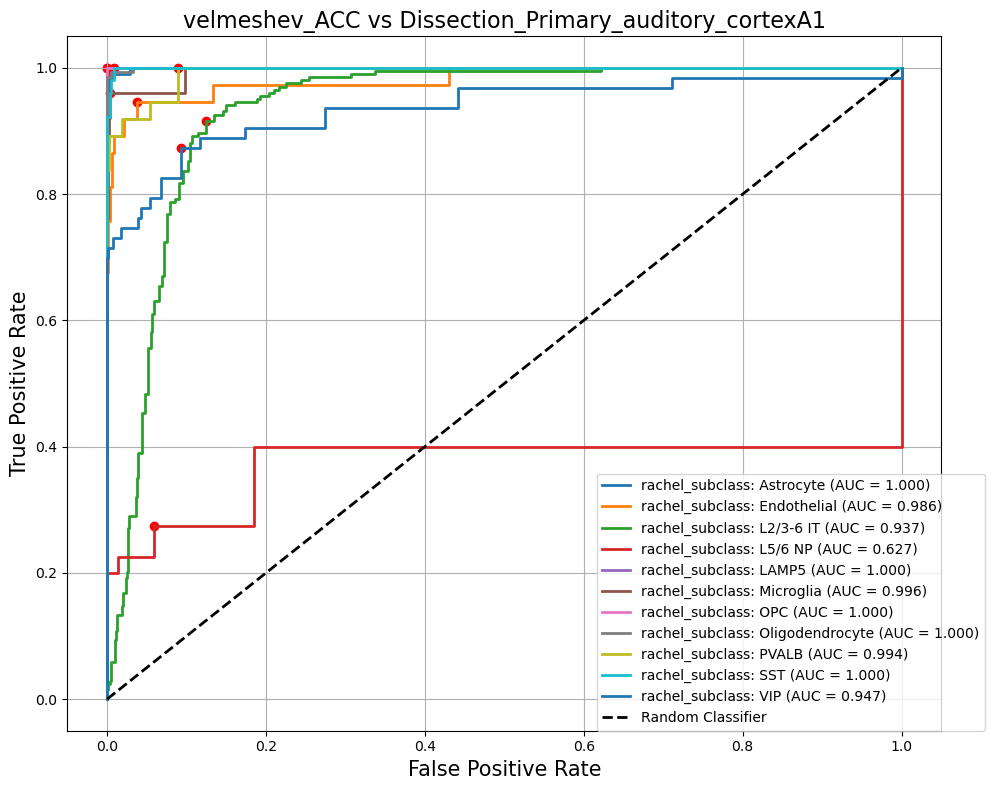 velmeshev_ACC vs Dissection_Primary_auditory_cortexA1
True Positive Rate
1.0
0.8
0.6
0.4
0.2
0.0
rachel_subclass: Astrocyte (AUC = 1.000)
rachel_subclass: Endothelial (AUC = 0.986)
rachel_subclass: L2/3-6 IT (AUC = 0.937)
rachel_subclass: L5/6 NP (AUC = 0.627)
rachel_subclass: LAMP5 (AUC = 1.000)
rachel_subclass: Microglia (AUC = 0.996)
rachel_subclass: OPC (AUC = 1.000)
rachel_subclass: Oligodendrocyte (AUC = 1.000)
rachel_subclass: PVALB (AUC = 0.994)
rachel_subclass: SST (AUC = 1.000)
rachel_subclass: VIP (AUC = 0.947)
Random Classifier
0.0 0.2 0.4 0.6 0.8 1.0
False Positive Rate